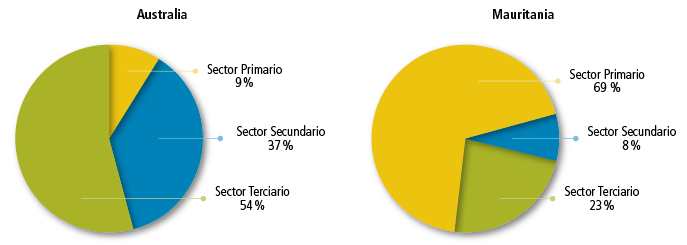 Australia
Sector Primario
9 %
Sector Secundario
37 %
Sector Terciario
54 %
Mauritania
Sector Primario
69 %
Sector Secundario
8 %
Sector Terciario
23 %